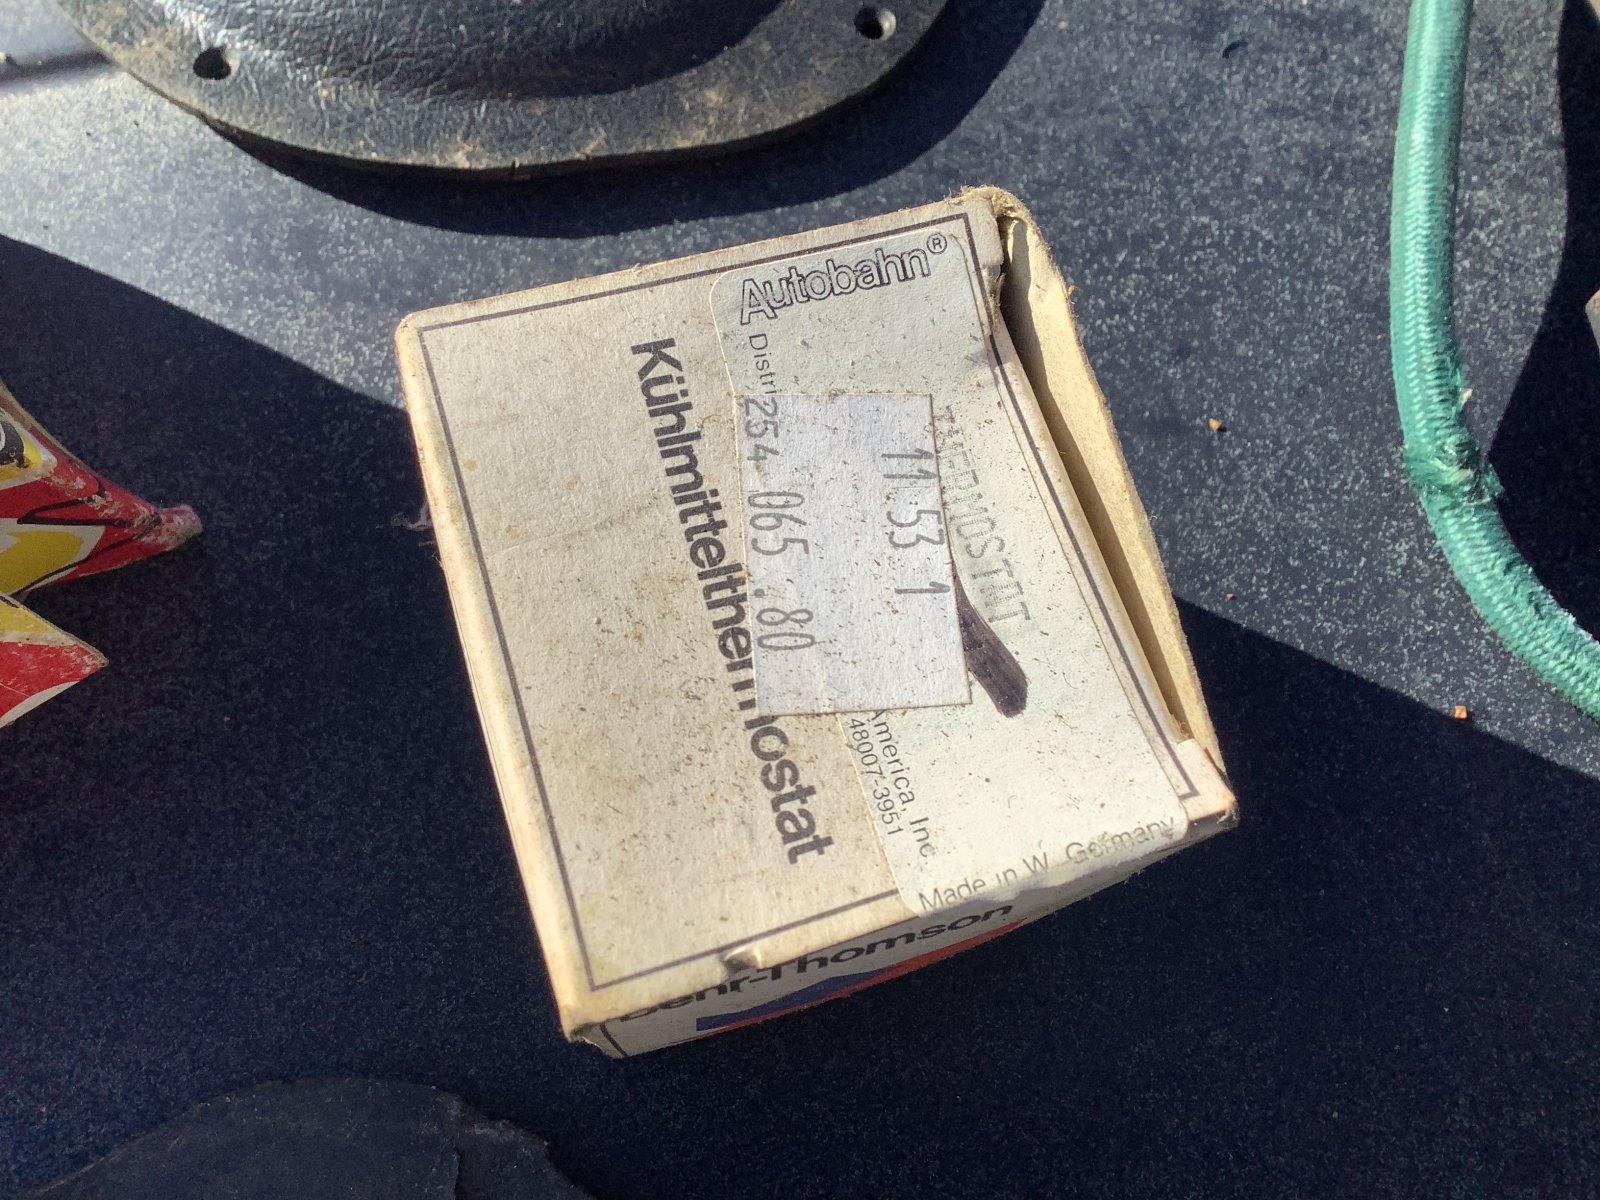 Autobahn®
Distri
THERMOSTAT
11 53 1
254 065 .80
America, Inc.
48007-3951
Made in W. Germany
Kühlmittelthermostat
Behr-Thomson